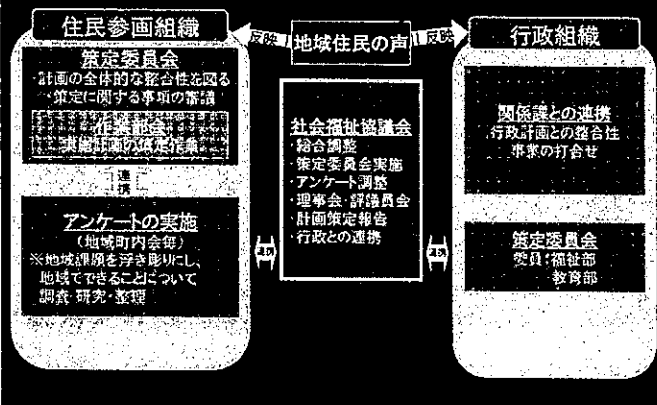 住民参画組織
策定委員会
・計画の全体的な整合性を図る
・策定に関する事項の審議
作業部会
実施計画の策定作業
連携
アンケートの実施
(地域町内会毎)
※地域課題を浮き彫りにし、
地域でできることについて
調査・研究・整理
反映
地域住民の声
反映
社会福祉協議会
・総合調整
・策定委員会実施
・アンケート調整
・理事会・評議員会
・計画策定報告
・行政との連携
連携
連携
行政組織
関係課との連携
・行政計画との整合性
・事業の打合せ
策定委員会
委員:福祉部
教育部